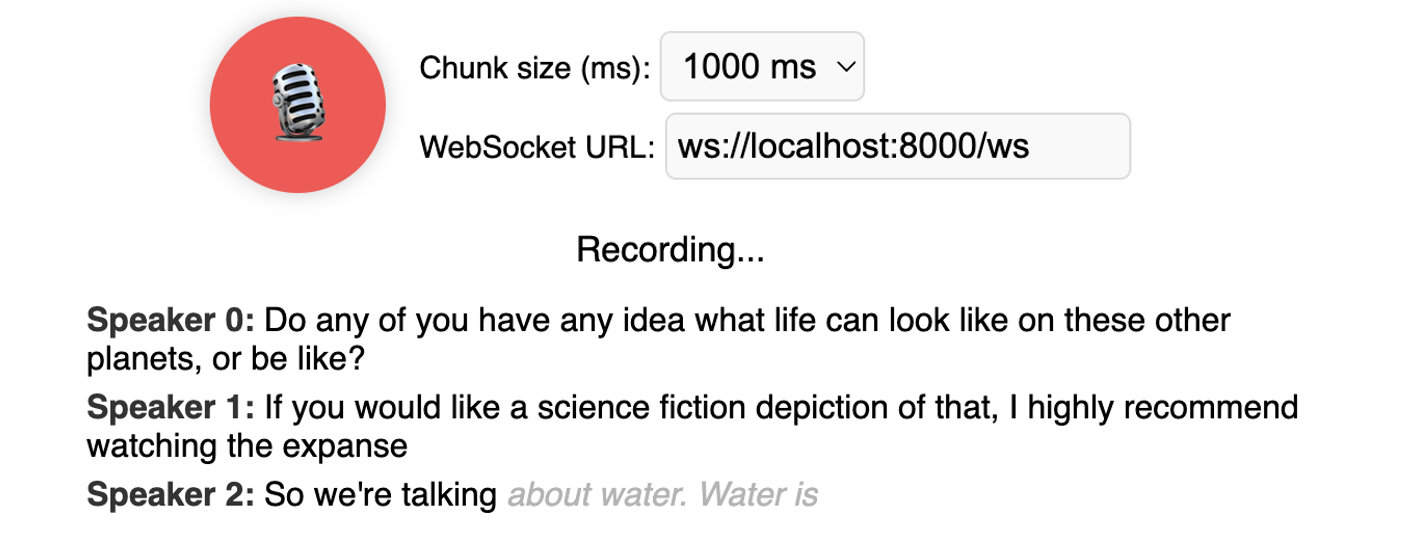 Chunk size (ms): 1000 ms
WebSocket URL: ws://localhost:8000/ws
Recording...
Speaker 0: Do any of you have any idea what life can look like on these other
planets, or be like?
Speaker 1: If you would like a science fiction depiction of that, I highly recommend
watching the expanse
Speaker 2: So we're talking about water. Water is